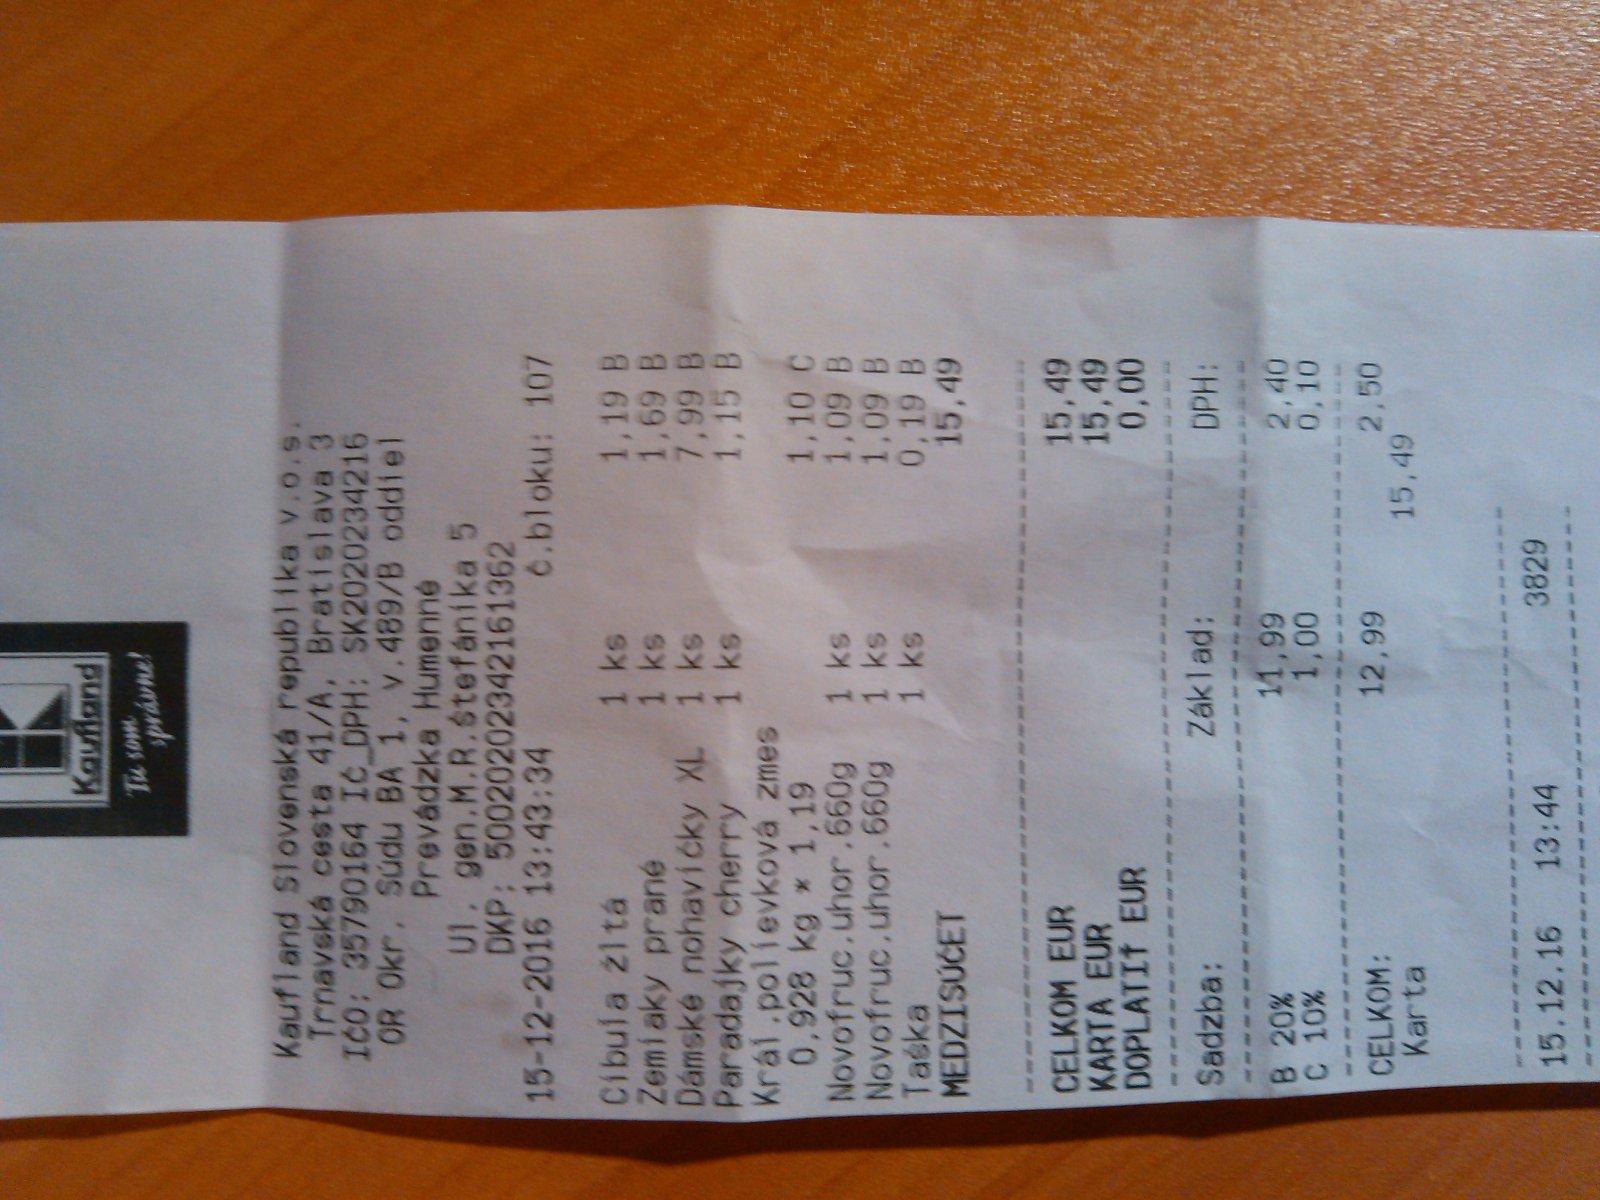 Kaufland
Tu som
správne!
Kaufland Slovenská republika v.o.s.
Trnavská cesta 41/A, Bratislava 3
IČO: 35790164 IČ_DPH: SK2020234216
OR Okr. Súdu BA 1, v.489/B oddiel
Prevádzka Humenné
Ul. gen.M.R.Štefánika 5
DKP: 50020202342161362
15-12-2016 13:43:34 č.bloku: 107
Cibuľa žltá 1 ks 1,19 B
Zemiaky prané 1 ks 1,69 B
Dámské nohavičky XL 1 ks 7,99 B
Paradajky cherry 1 ks 1,15 B
Král.polievková zmes
0,928 kg * 1,19 1,10 C
Novofruc.uhor.660g 1 ks 1,09 B
Novofruc.uhor.660g 1 ks 1,09 B
Taška 1 ks 0,19 B
MEDZISÚČET 15,49
CELKOM EUR 15,49
KARTA EUR 15,49
DOPLATIŤ EUR 0,00
Sadzba: Základ: DPH:
B 20% 11,99 2,40
C 10% 1,00 0,10
CELKOM: 12,99 2,50
Karta 15,49
15.12.16 13:44 3829